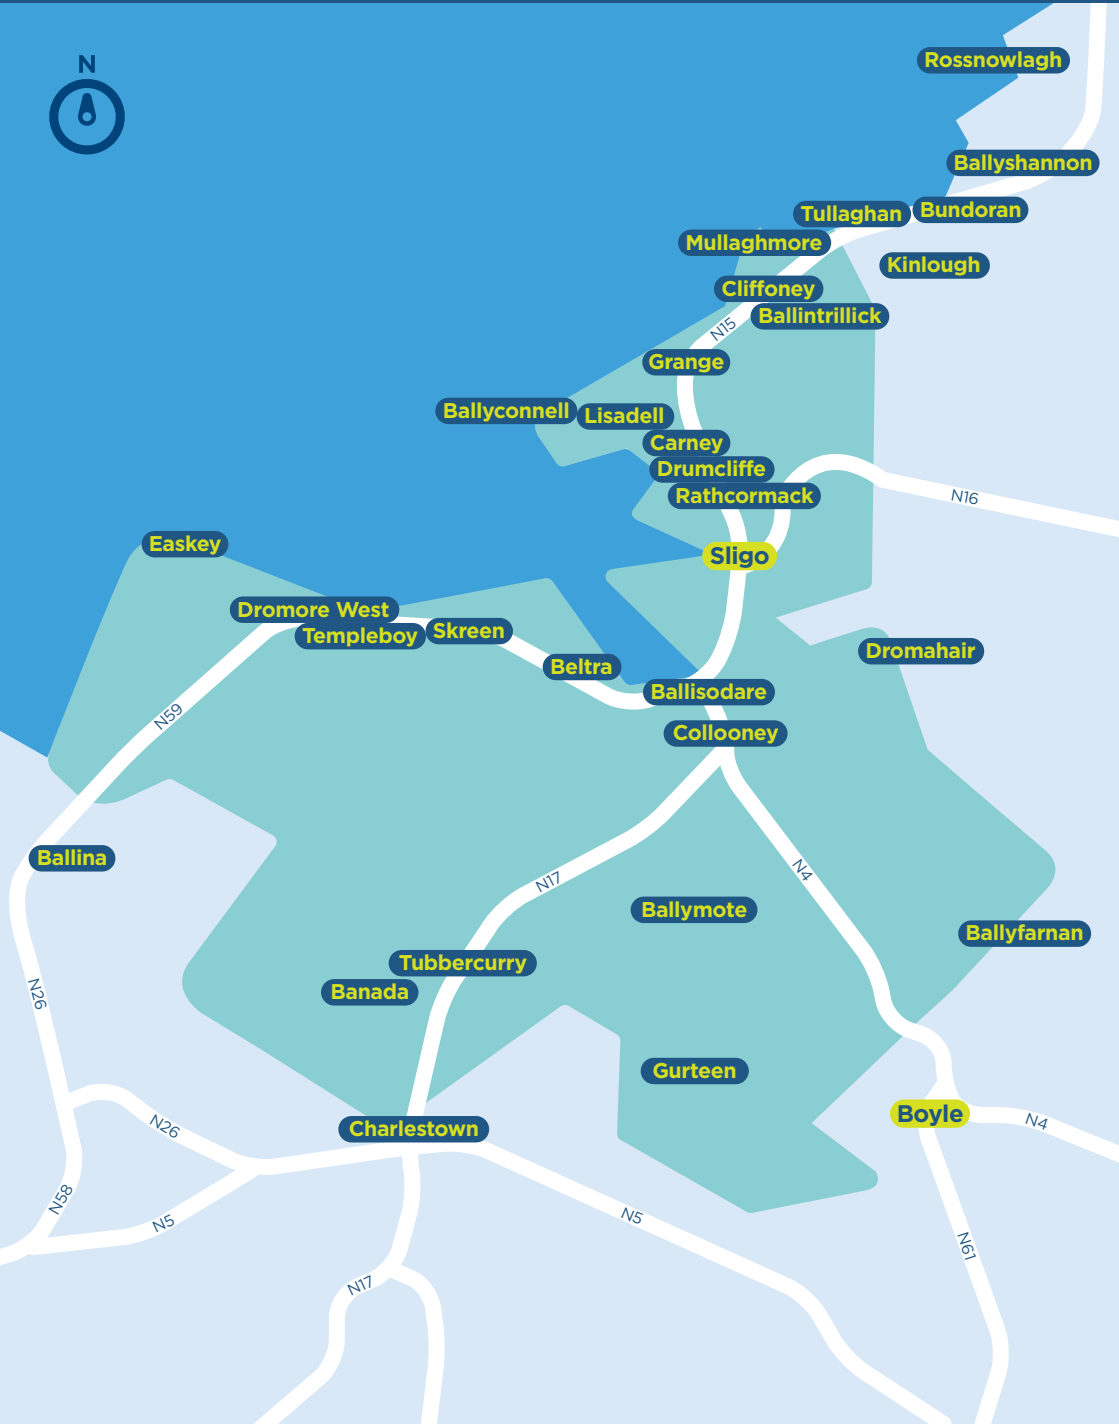 N
Rossnowlagh
Ballyshannon
Bundoran
Tullaghan
Mullaghmore
Kinlough
Cliffoney
Ballintrillick
N15
Grange
Ballyconnell
Lisadell
Carney
Drumcliffe
Rathcormack
N16
Easkey
Sligo
Dromore West
Templeboy
Skreen
Dromahair
Beltra
Ballisodare
N59
Collooney
Ballina
N17
N4
Ballymote
Ballyfarnan
Tubbercurry
Banada
N26
Gurteen
Boyle
N4
N26
Charlestown
N58
N5
N5
N61
N17